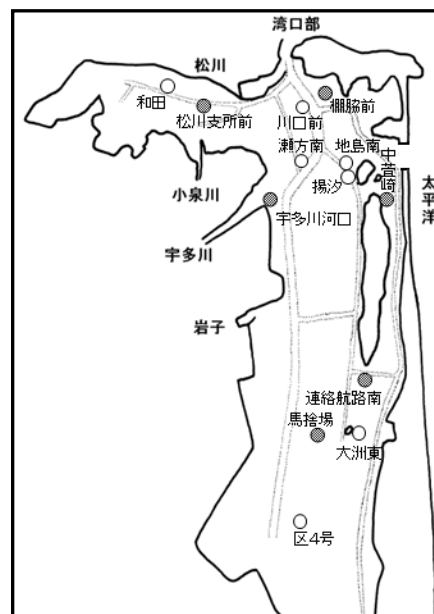 湾口部
松川
和田
松川支所前
川口前
棚脇前
瀬方南
地島南
中菅崎
揚汐
小泉川
太平洋
宇多川河口
宇多川
岩子
連絡航路南
馬捨場
大洲東
区4号